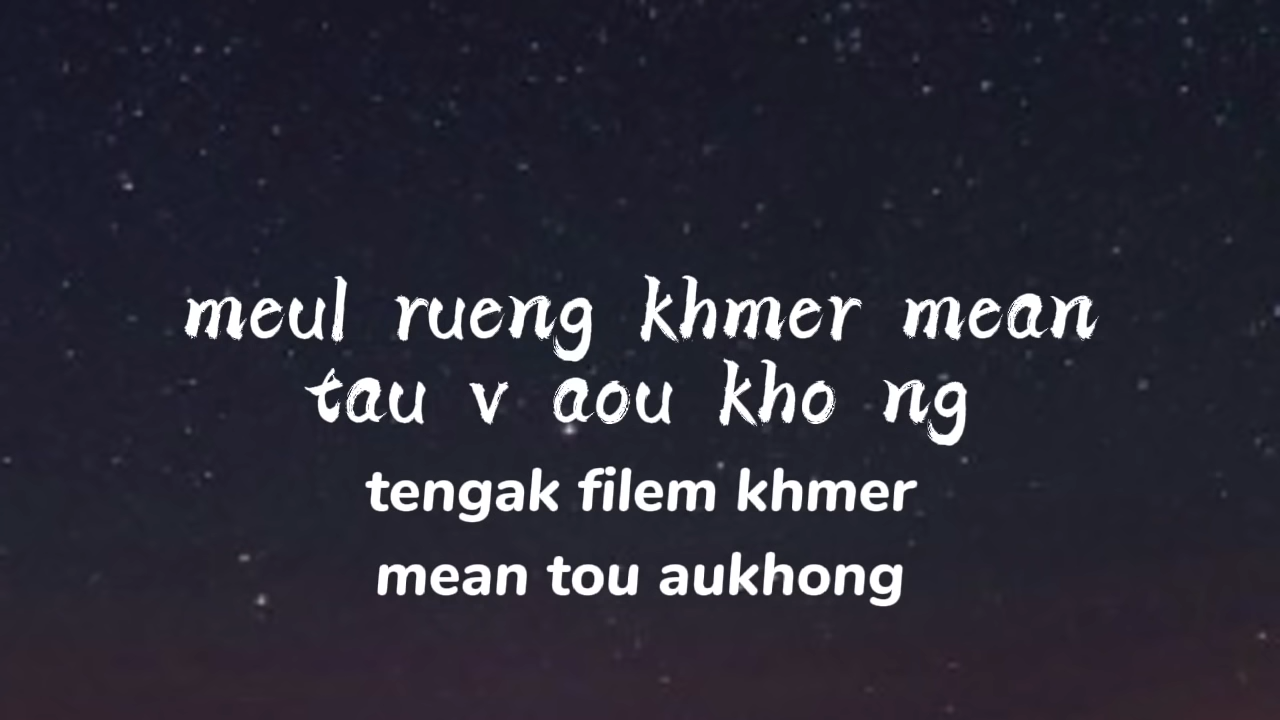 meul rueng khmer mean
tau v aou kho ng
tengak filem khmer
mean tou aukhong